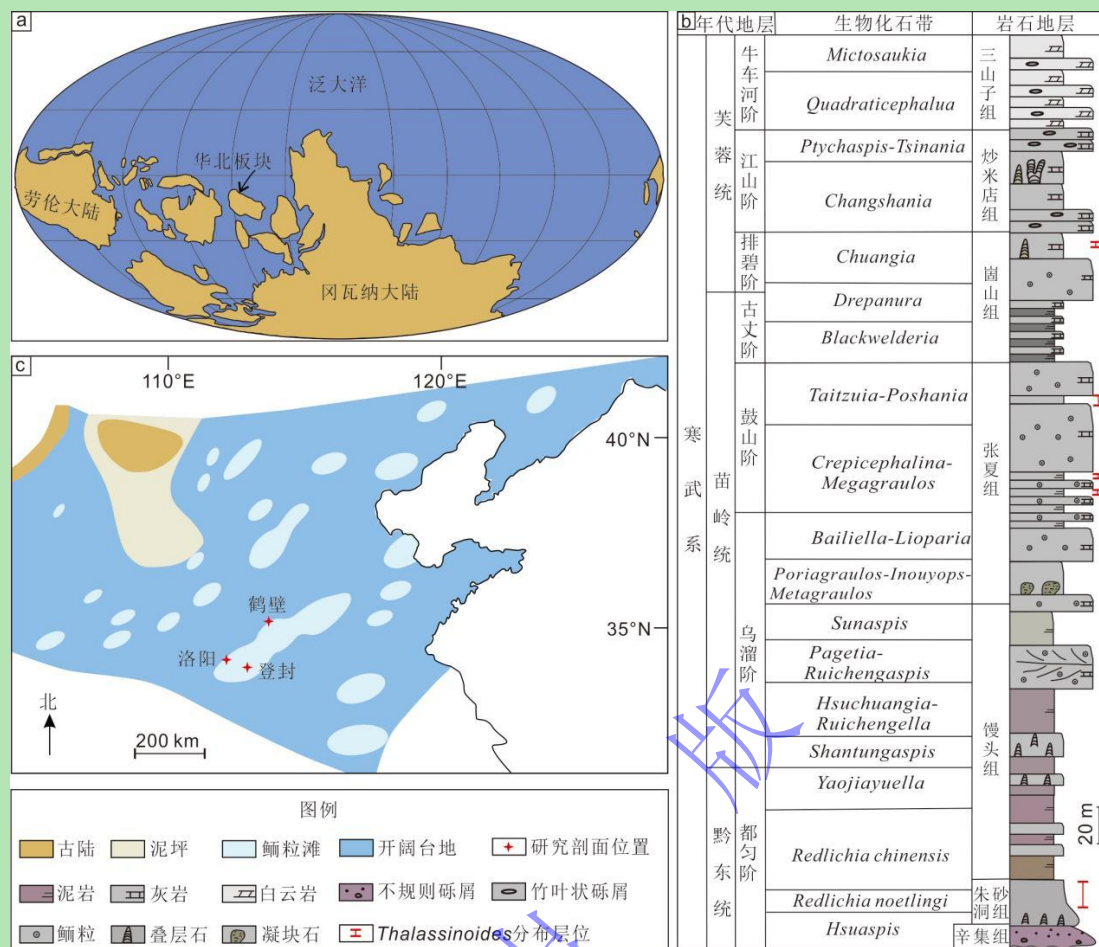 a
泛大洋
华北板块
劳伦大陆
冈瓦纳大陆
c
110°E
120°E
40°N
35°N
鹤壁
洛阳
登封
北
200 km
图例
古陆
泥坪
鲕粒滩
开阔台地
研究剖面位置
泥岩
灰岩
白云岩
不规则砾屑
竹叶状砾屑
鲕粒
叠层石
凝块石
Thalassinoides分布层位
b
年代地层
生物化石带
岩石地层
寒武系
芙蓉统
苗岭统
黔东统
牛车河阶
江山阶
排碧阶
古丈阶
鼓山阶
乌溜阶
都匀阶
Mictosaukia
Quadraticephalua
Ptychaspis-Tsinania
Changshania
Chuangia
Drepanura
Blackwelderia
Taitzuia-Poshania
Crepicephalina-
Megagraulos
Bailiella-Lioparia
Poriagraulos-Inouyops-
Metagraulos
Sunaspis
Pagetia-
Ruichengaspis
Hsuchuangia-
Ruichengella
Shantungaspis
Yaojiayuella
Redlichia chinensis
Redlichia noetlingi
Hsuaspis
三山子组
炒米店组
崮山组
张夏组
馒头组
朱砂洞组
辛集组
20 m
版